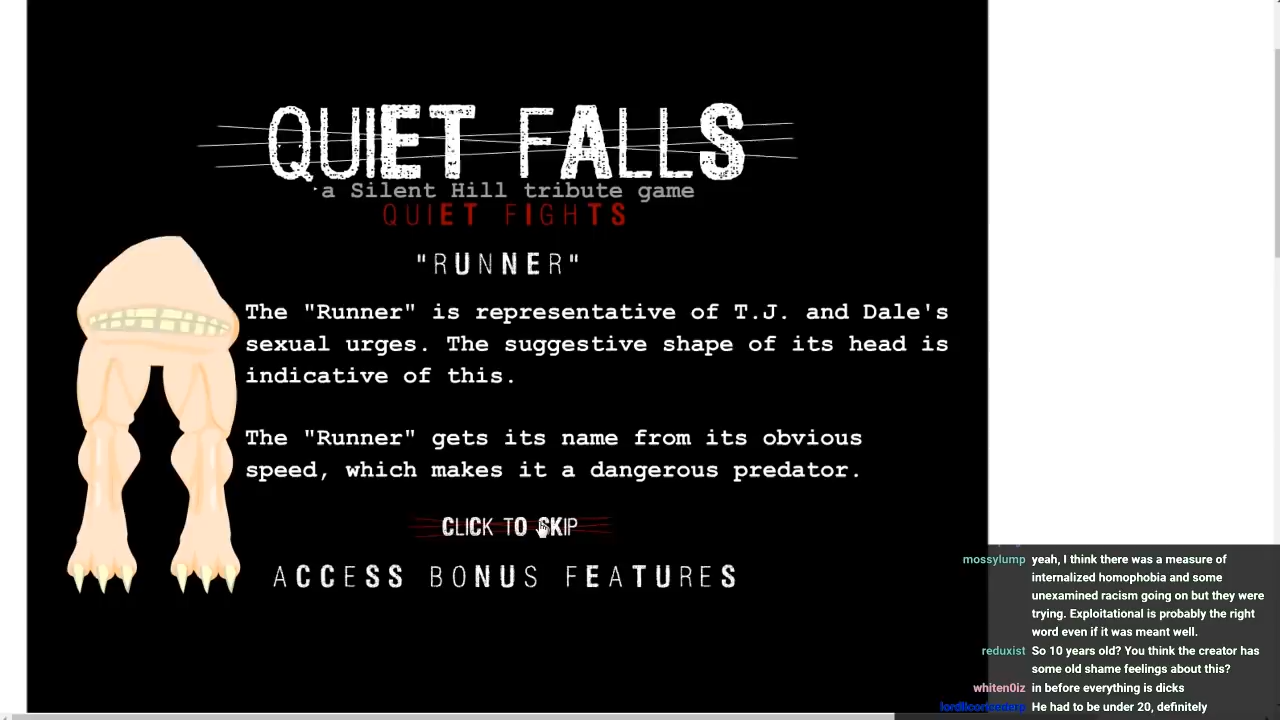 QUIET FALLS
a Silent Hill tribute game
QUIET FIGHTS
"RUNNER"
The "Runner" is representative of T.J. and Dale's
sexual urges. The suggestive shape of its head is
indicative of this.
The "Runner" gets its name from its obvious
speed, which makes it a dangerous predator.
CLICK TO SKIP
ACCESS BONUS FEATURES
mossylump yeah, I think there was a measure of
internalized homophobia and some
unexamined racism going on but they were
trying. Exploitational is probably the right
word even if it was meant well.
reduxist So 10 years old? You think the creator has
some old shame feelings about this?
whiten0iz in before everything is dicks
He had to be under 20, definitely